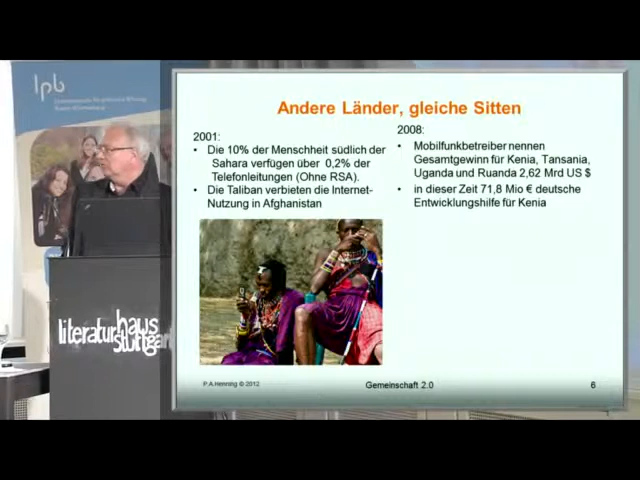 lpb
Andere Länder, gleiche Sitten
2001:
• Die 10% der Menschheit südlich der
Sahara verfügen über 0,2% der
Telefonleitungen (Ohne RSA).
• Die Taliban verbieten die Internet-
Nutzung in Afghanistan
2008:
• Mobilfunkbetreiber nennen
Gesamtgewinn für Kenia, Tansania,
Uganda und Ruanda 2,62 Mrd US $
• in dieser Zeit 71,8 Mio € deutsche
Entwicklungshilfe für Kenia
literaturhaus
stuttgart
P.A.Henning © 2012
Gemeinschaft 2.0
6